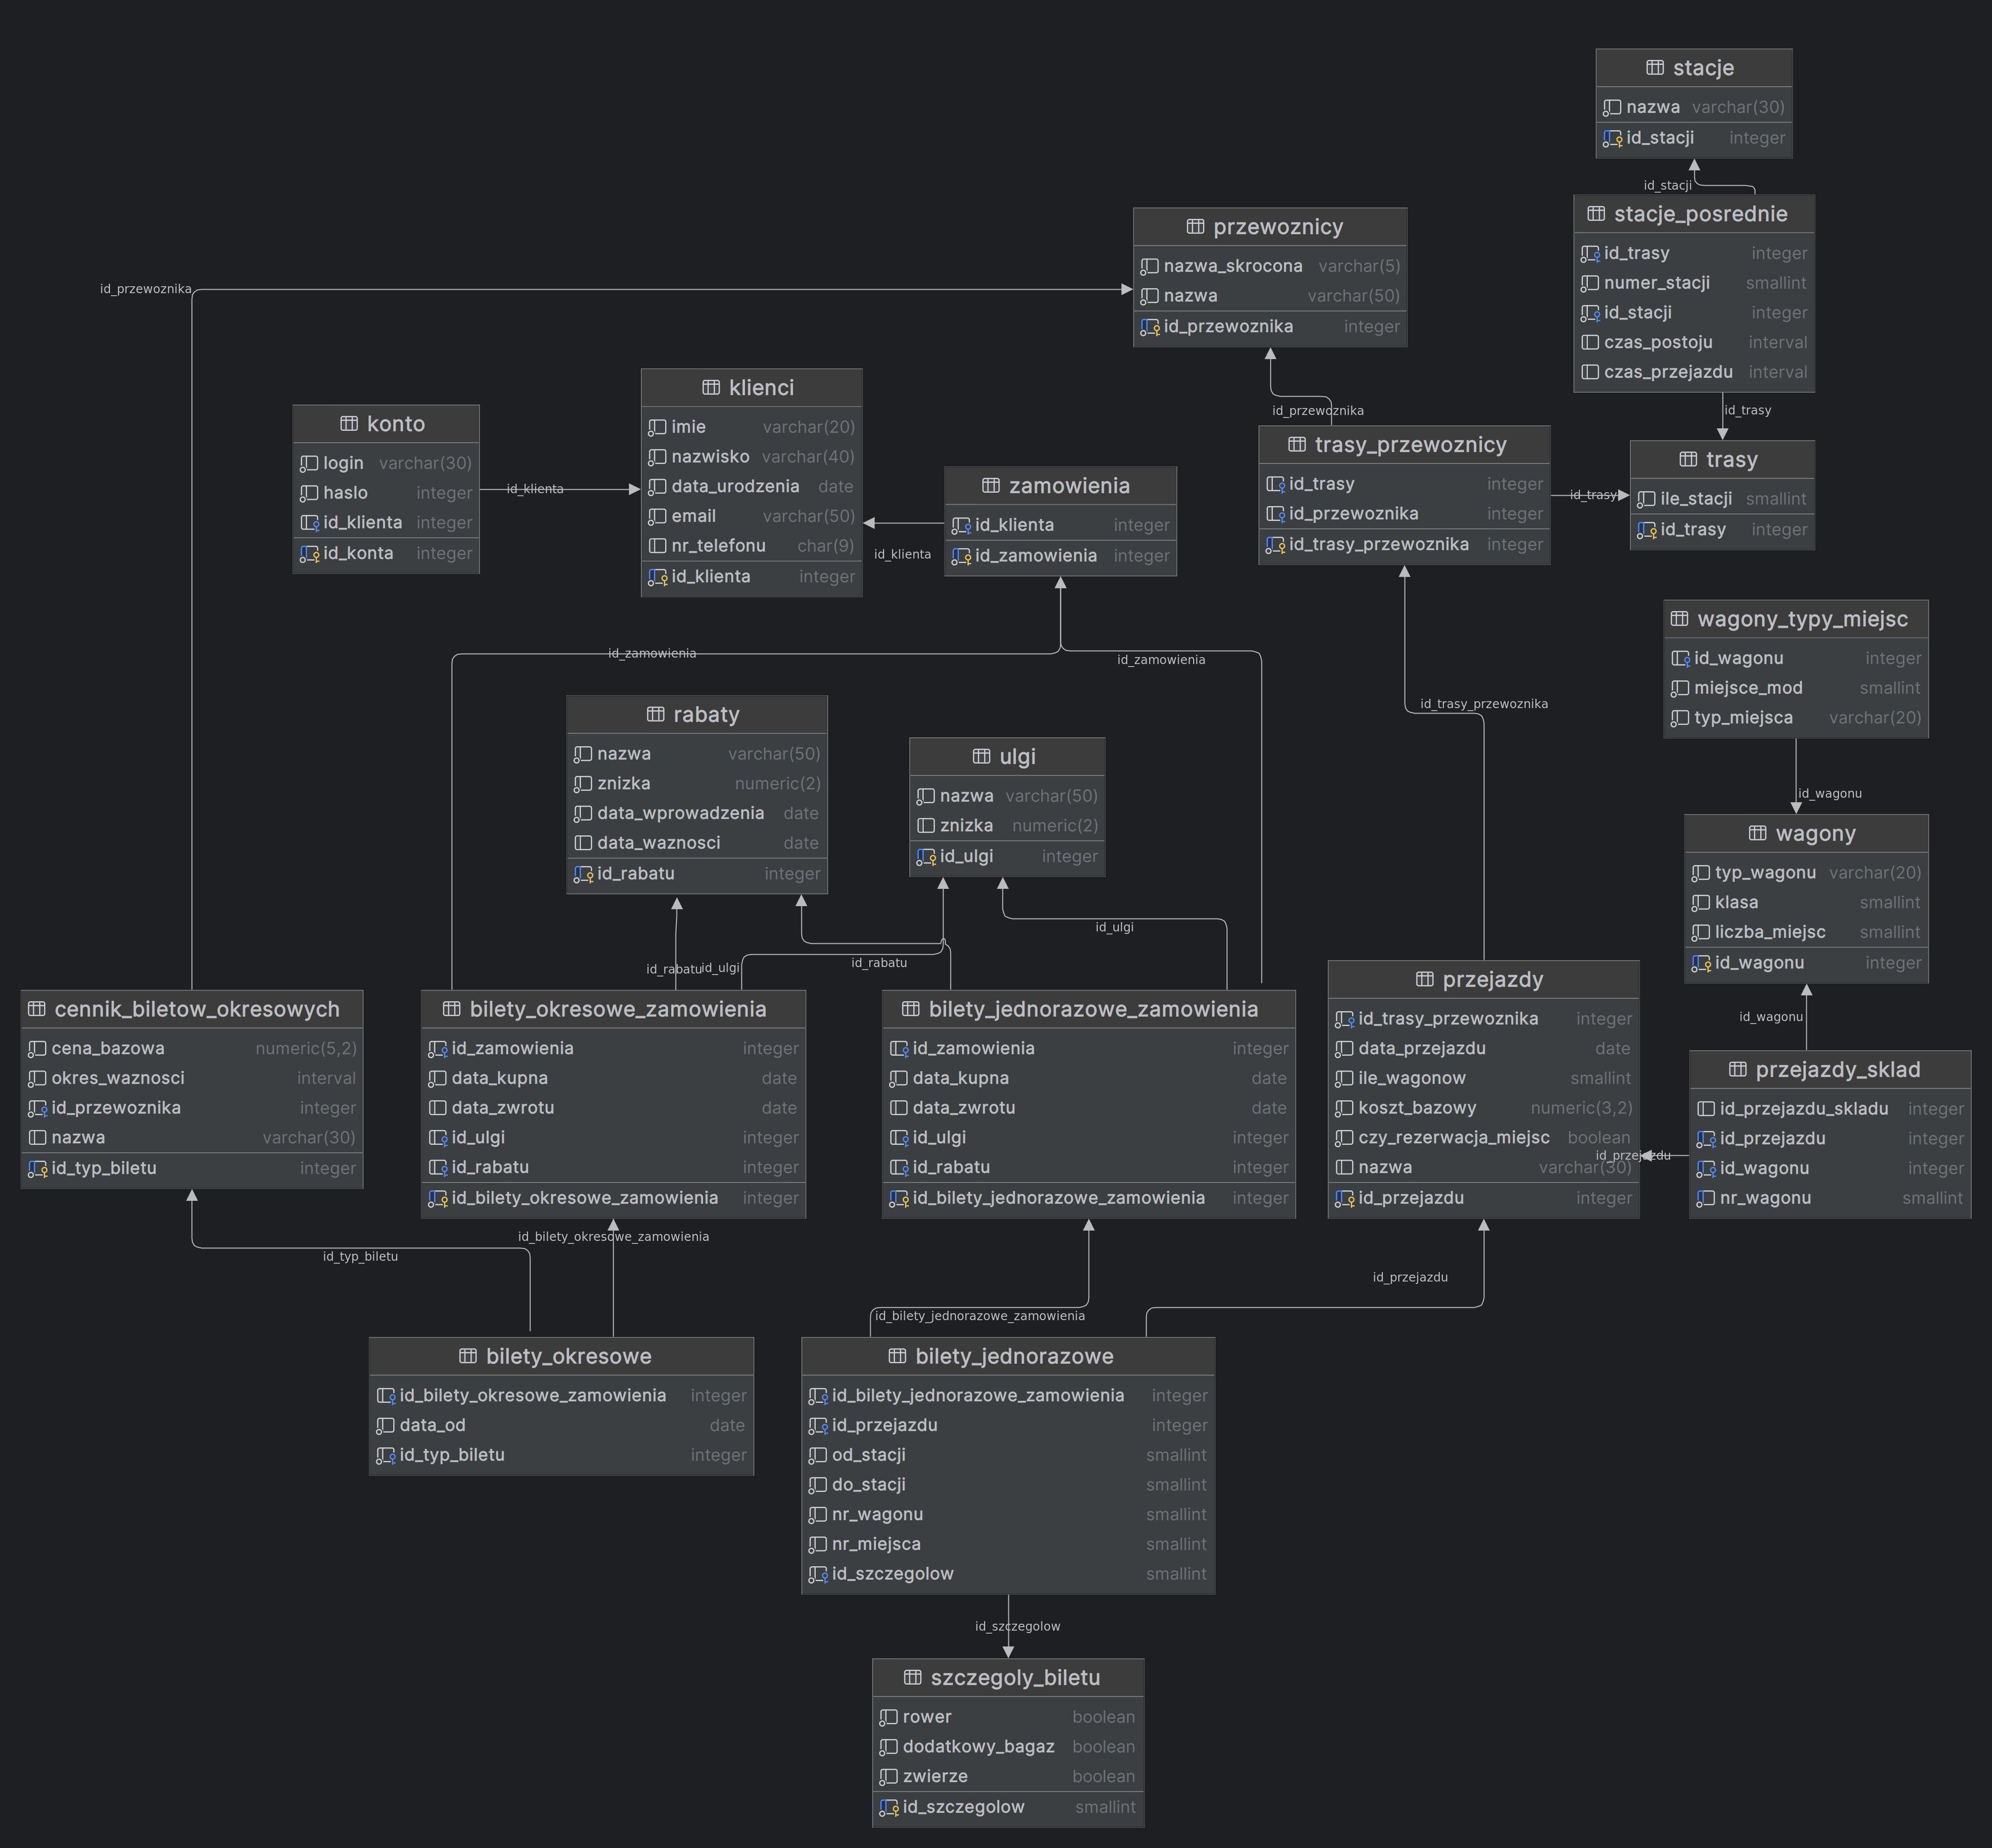 stacje
nazwa varchar(30)
id_stacji integer
id_stacji
stacje_posrednie
id_trasy integer
numer_stacji smallint
id_stacji integer
czas_postoju interval
czas_przejazdu interval
id_trasy
przewoznicy
nazwa_skrocona varchar(5)
nazwa varchar(50)
id_przewoznika integer
id_przewoznika
id_przewoznika
klienci
imie varchar(20)
nazwisko varchar(40)
data_urodzenia date
email varchar(50)
nr_telefonu char(9)
id_klienta integer
konto
login varchar(30)
haslo integer
id_klienta integer
id_konta integer
id_klienta
zamowienia
id_klienta integer
id_zamowienia integer
id_klienta
trasy_przewoznicy
id_trasy integer
id_przewoznika integer
id_trasy_przewoznika integer
id_trasy
trasy
ile_stacji smallint
id_trasy integer
wagony_typy_miejsc
id_wagonu integer
miejsce_mod smallint
typ_miejsca varchar(20)
id_wagonu
id_zamowienia
id_zamowienia
id_trasy_przewoznika
rabaty
nazwa varchar(50)
znizka numeric(2)
data_wprowadzenia date
data_waznosci date
id_rabatu integer
ulgi
nazwa varchar(50)
znizka numeric(2)
id_ulgi integer
wagony
typ_wagonu varchar(20)
klasa smallint
liczba_miejsc smallint
id_wagonu integer
id_rabatu
id_ulgi
id_rabatu
id_ulgi
id_wagonu
cennik_biletow_okresowych
cena_bazowa numeric(5,2)
okres_waznosci interval
id_przewoznika integer
nazwa varchar(30)
id_typ_biletu integer
bilety_okresowe_zamowienia
id_zamowienia integer
data_kupna date
data_zwrotu date
id_ulgi integer
id_rabatu integer
id_bilety_okresowe_zamowienia integer
bilety_jednorazowe_zamowienia
id_zamowienia integer
data_kupna date
data_zwrotu date
id_ulgi integer
id_rabatu integer
id_bilety_jednorazowe_zamowienia integer
przejazdy
id_trasy_przewoznika integer
data_przejazdu date
ile_wagonow smallint
koszt_bazowy numeric(3,2)
czy_rezerwacja_miejsc boolean
nazwa varchar(30)
id_przejazdu integer
id_przejazdu
przejazdy_sklad
id_przejazdu_skladu integer
id_przejazdu integer
id_wagonu integer
nr_wagonu smallint
id_typ_biletu
id_bilety_okresowe_zamowienia
id_bilety_jednorazowe_zamowienia
id_przejazdu
bilety_okresowe
id_bilety_okresowe_zamowienia integer
data_od date
id_typ_biletu integer
bilety_jednorazowe
id_bilety_jednorazowe_zamowienia integer
id_przejazdu integer
od_stacji smallint
do_stacji smallint
nr_wagonu smallint
nr_miejsca smallint
id_szczegolow smallint
id_szczegolow
szczegoly_biletu
rower boolean
dodatkowy_bagaz boolean
zwierze boolean
id_szczegolow smallint